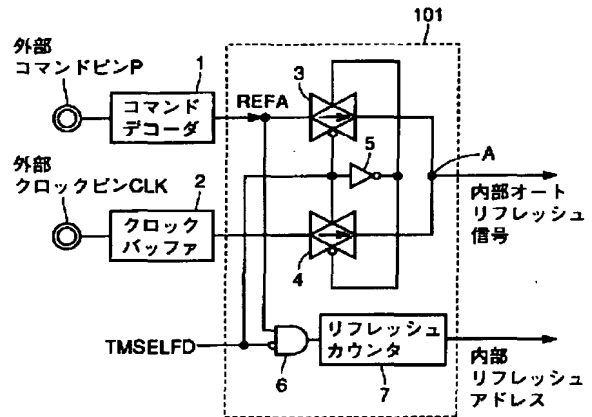 101
外部
コマンドピンP
1
コマンド
デコーダ
REFA
3
5
A
外部
クロックピンCLK
2
クロック
バッファ
4
内部オート
リフレッシュ
信号
TMSELFD
6
リフレッシュ
カウンタ
7
内部
リフレッシュ
アドレス